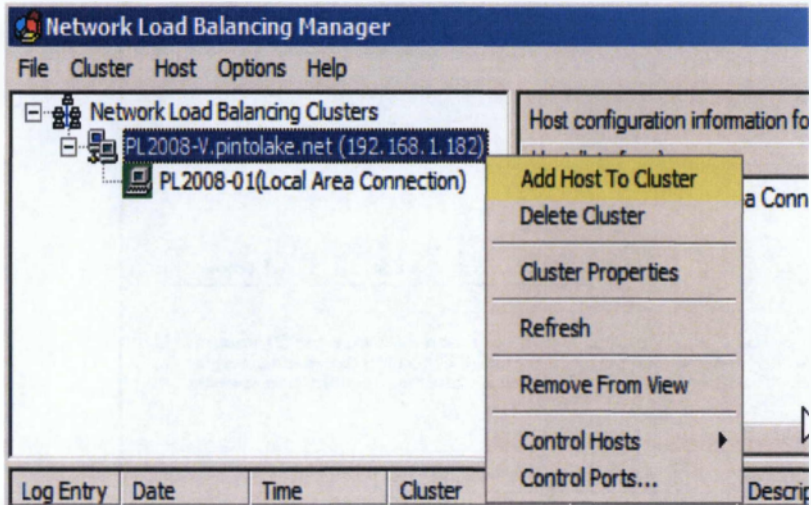 Network Load Balancing Manager
File Cluster Host Options Help
Network Load Balancing Clusters
PL2008-V.pintolake.net (192.168.1.182)
PL2008-01(Local Area Connection)
Host configuration information fo
a Conn
Add Host To Cluster
Delete Cluster
Cluster Properties
Refresh
Remove From View
Control Hosts
Control Ports...
Log Entry Date Time Cluster Descrip